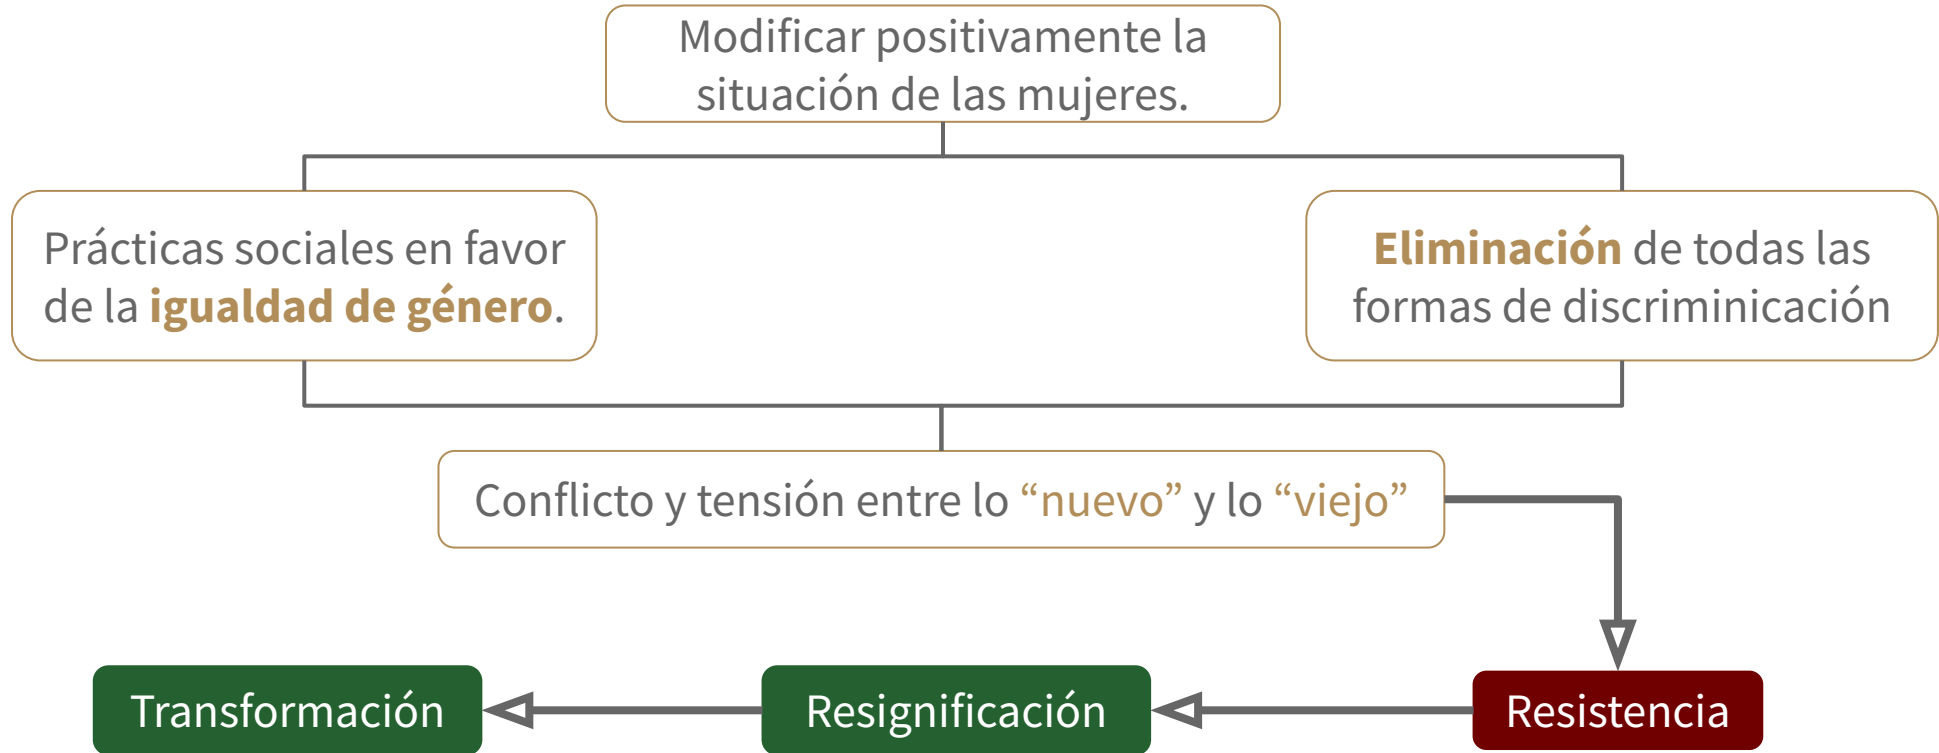 Modificar positivamente la
situación de las mujeres.
Prácticas sociales en favor
de la igualdad de género.
Eliminación de todas las
formas de discriminicación
Conflicto y tensión entre lo “nuevo” y lo “viejo”
Transformación
Resignificación
Resistencia